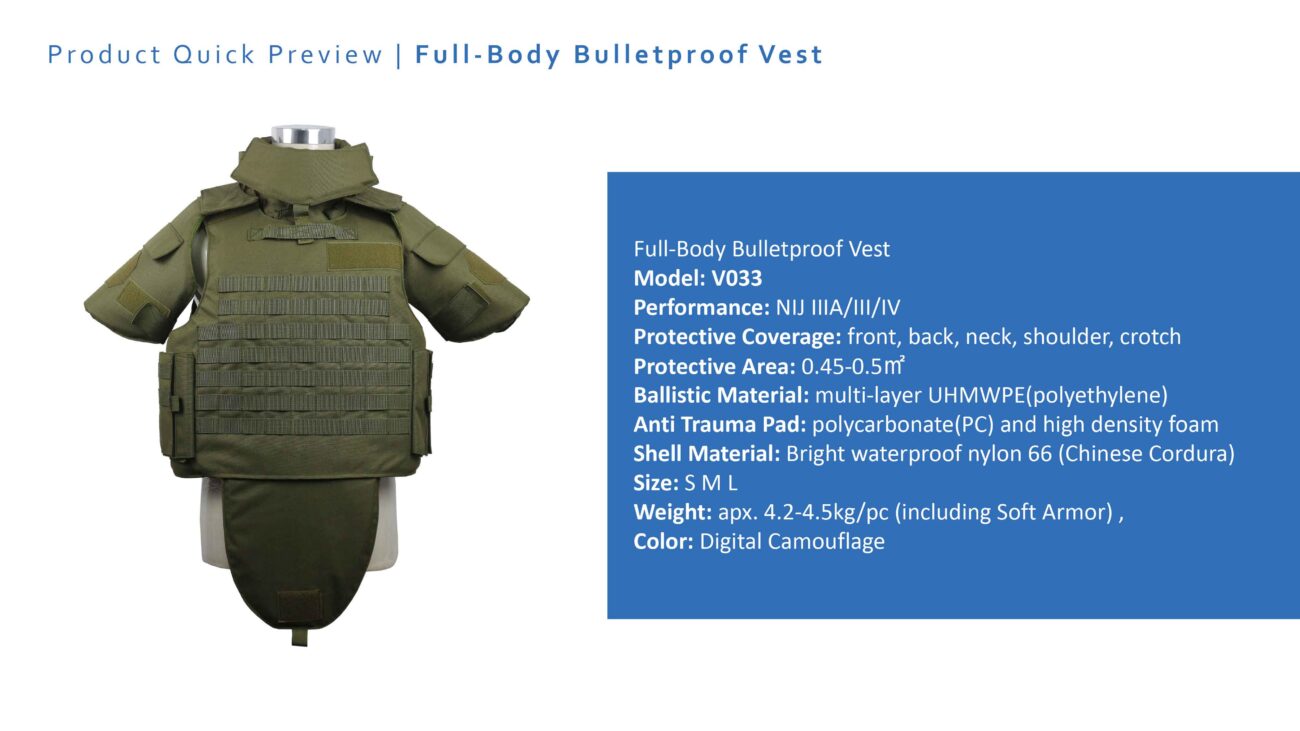 Product Quick Preview | Full-Body Bulletproof Vest
Full-Body Bulletproof Vest
Model: V033
Performance: NIJ IIIA/III/IV
Protective Coverage: front, back, neck, shoulder, crotch
Protective Area: 0.45-0.5㎡
Ballistic Material: multi-layer UHMWPE(polyethylene)
Anti Trauma Pad: polycarbonate(PC) and high density foam
Shell Material: Bright waterproof nylon 66 (Chinese Cordura)
Size: S M L
Weight: apx. 4.2-4.5kg/pc (including Soft Armor) ,
Color: Digital Camouflage